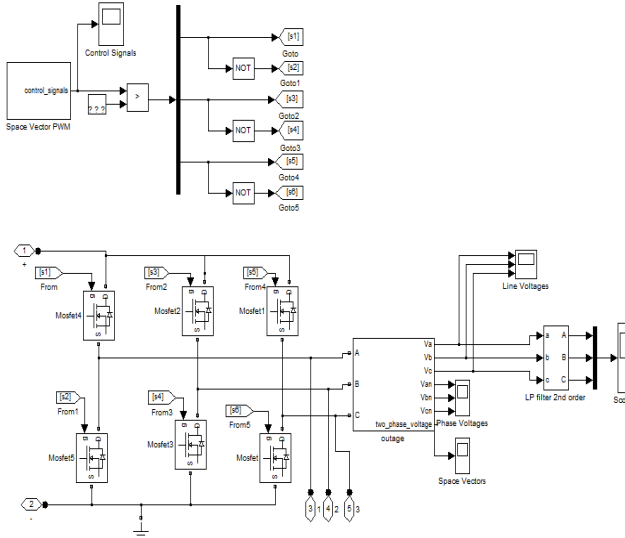 [s1]
Goto
Control Signals
NOT
[s2]
Goto1
control_signals
>
? ? ?
Space Vector PWM
[s3]
Goto2
NOT
[s4]
Goto3
[s5]
Goto4
NOT
[s6]
Goto5
1
+
[s1]
From
[s3]
From2
[s5]
From4
Line Voltages
g
D
S
Mosfet4
g
D
S
Mosfet2
g
D
S
Mosfet1
A
B
C
Va
Vb
Vc
Van
Vbn
Vcn
two_phase_voltage
outage
a
b
c
A
B
C
LP filter 2nd order
Phase Voltages
Space Vectors
[s2]
From1
[s4]
From3
[s6]
From5
g
D
S
Mosfet5
g
D
S
Mosfet3
g
D
S
Mosfet
2
-
3
1
4
2
5
3